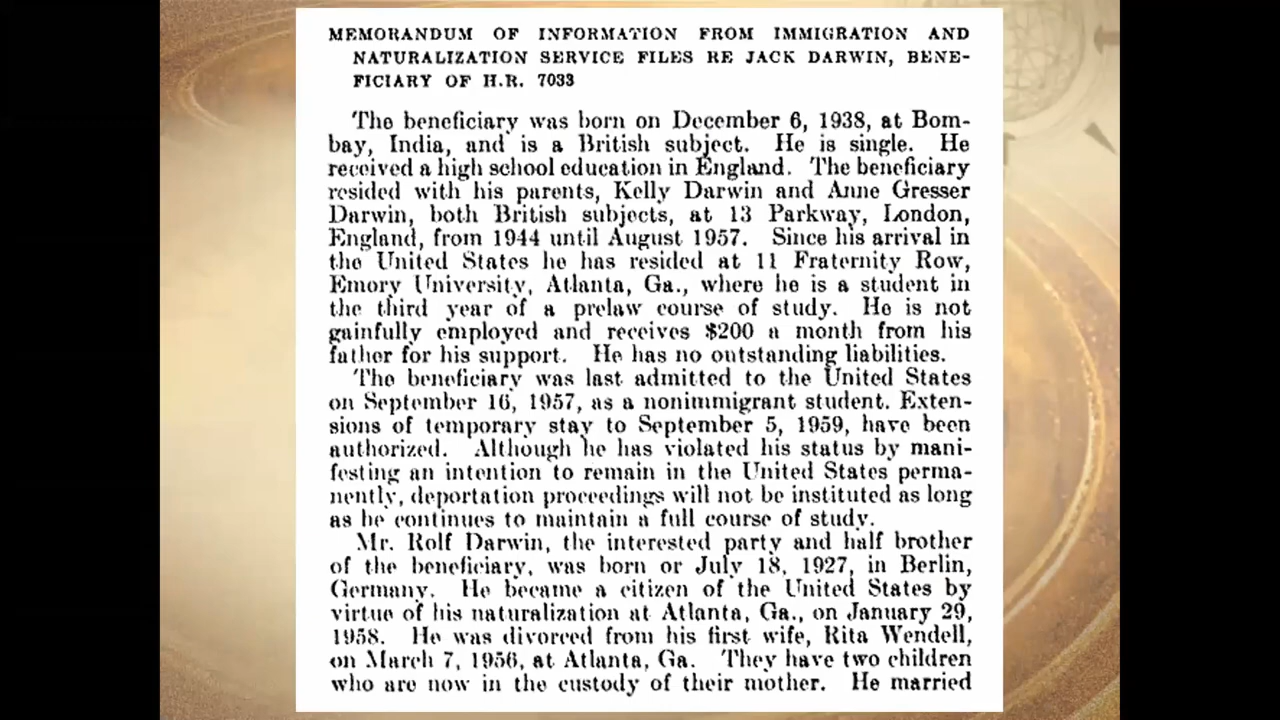 MEMORANDUM OF INFORMATION FROM IMMIGRATION AND
NATURALIZATION SERVICE FILES RE JACK DARWIN, BENE-
FICIARY OF H.R. 7033
The beneficiary was born on December 6, 1938, at Bom-
bay, India, and is a British subject. He is single. He
received a high school education in England. The beneficiary
resided with his parents, Kelly Darwin and Anne Gresser
Darwin, both British subjects, at 13 Parkway, London,
England, from 1944 until August 1957. Since his arrival in
the United States he has resided at 11 Fraternity Row,
Emory University, Atlanta, Ga., where he is a student in
the third year of a prelaw course of study. He is not
gainfully employed and receives $200 a month from his
father for his support. He has no outstanding liabilities.
The beneficiary was last admitted to the United States
on September 16, 1957, as a nonimmigrant student. Exten-
sions of temporary stay to September 5, 1959, have been
authorized. Although he has violated his status by mani-
festing an intention to remain in the United States perma-
nently, deportation proceedings will not be instituted as long
as he continues to maintain a full course of study.
Mr. Rolf Darwin, the interested party and half brother
of the beneficiary, was born or July 18, 1927, in Berlin,
Germany. He became a citizen of the United States by
virtue of his naturalization at Atlanta, Ga., on January 29,
1958. He was divorced from his first wife, Rita Wendell,
on March 7, 1956, at Atlanta, Ga. They have two children
who are now in the custody of their mother. He married